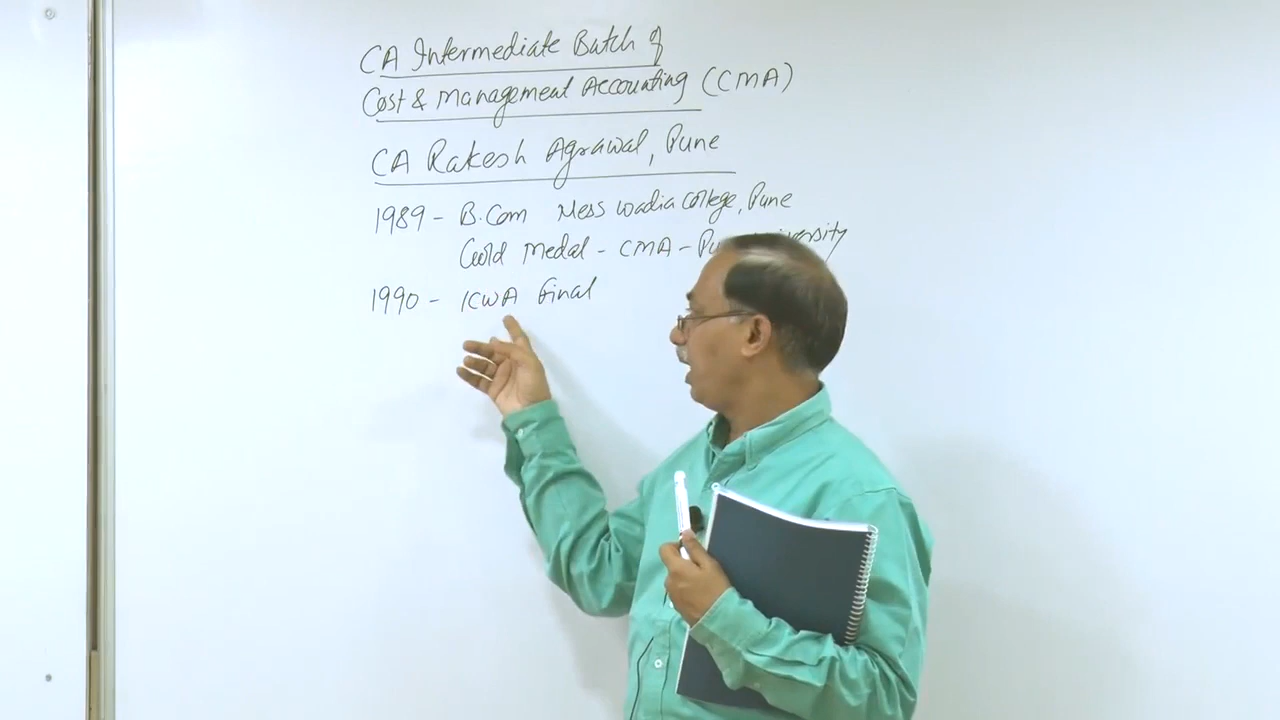 CA Intermediate Batch of
Cost & Management Accounting (CMA)
CA Rakesh Agrawal, Pune
1989 - B.Com Ness Wadia College, Pune
Gold Medal - CMA -
1990 - ICWA Final